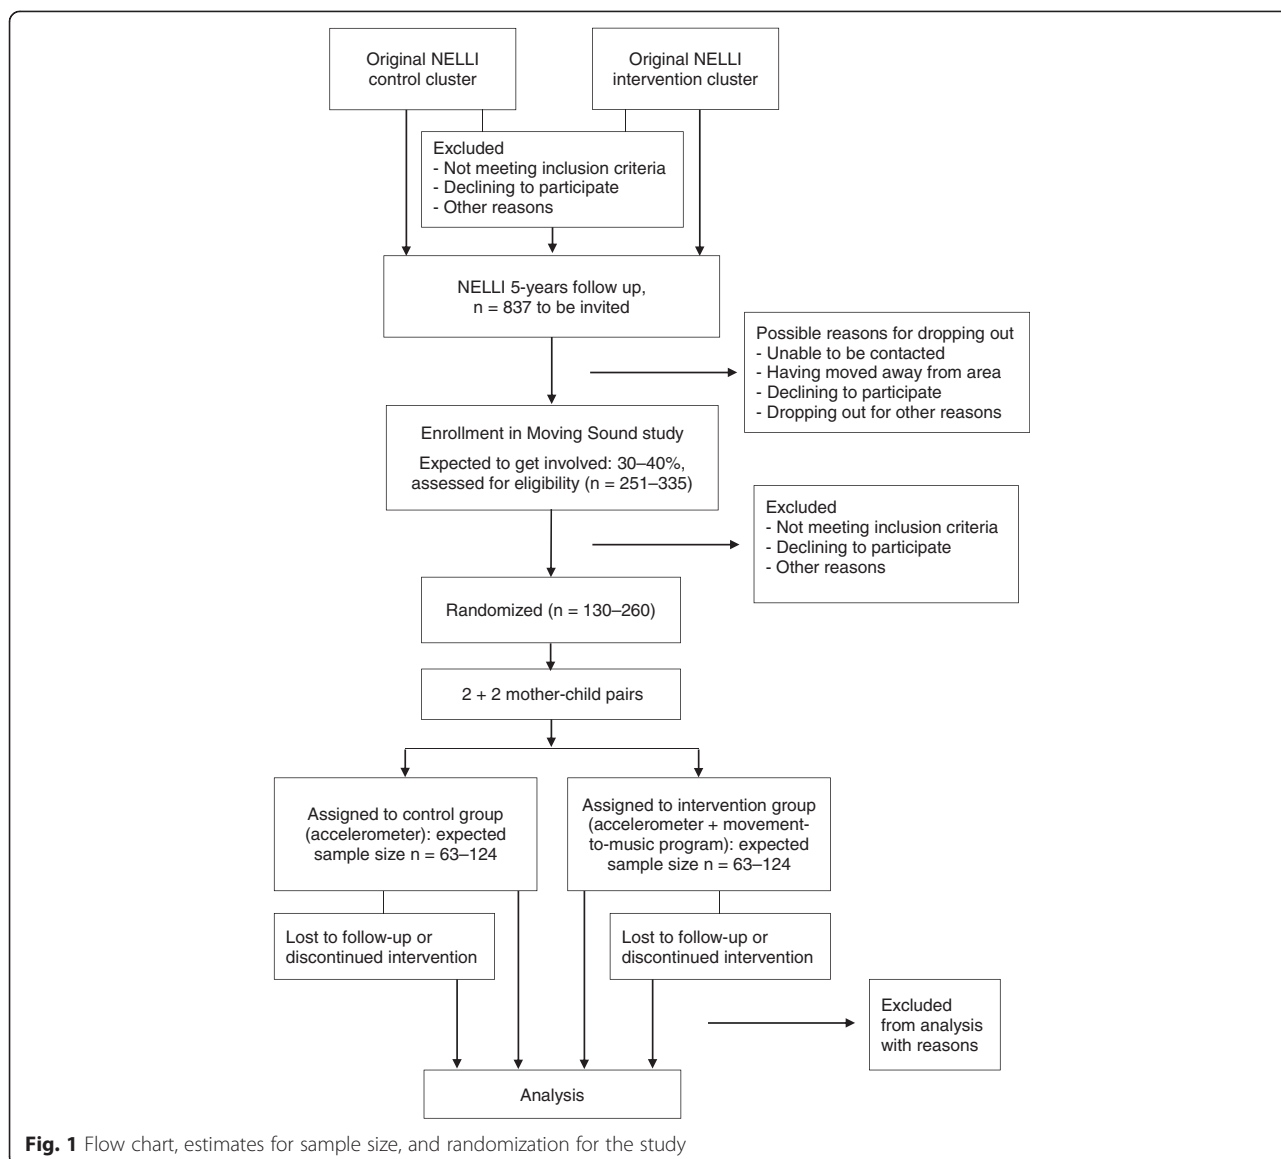 Original NELLI
control cluster
Original NELLI
intervention cluster
Excluded
- Not meeting inclusion criteria
- Declining to participate
- Other reasons
NELLI 5-years follow up,
n = 837 to be invited
Possible reasons for dropping out
- Unable to be contacted
- Having moved away from area
- Declining to participate
- Dropping out for other reasons
Enrollment in Moving Sound study
Expected to get involved: 30–40%,
assessed for eligibility (n = 251–335)
Excluded
- Not meeting inclusion criteria
- Declining to participate
- Other reasons
Randomized (n = 130–260)
2 + 2 mother-child pairs
Assigned to control group
(accelerometer): expected
sample size n = 63–124
Assigned to intervention group
(accelerometer + movement-
to-music program): expected
sample size n = 63–124
Lost to follow-up or
discontinued intervention
Lost to follow-up or
discontinued intervention
Excluded
from analysis
with reasons
Analysis
Fig. 1 Flow chart, estimates for sample size, and randomization for the study